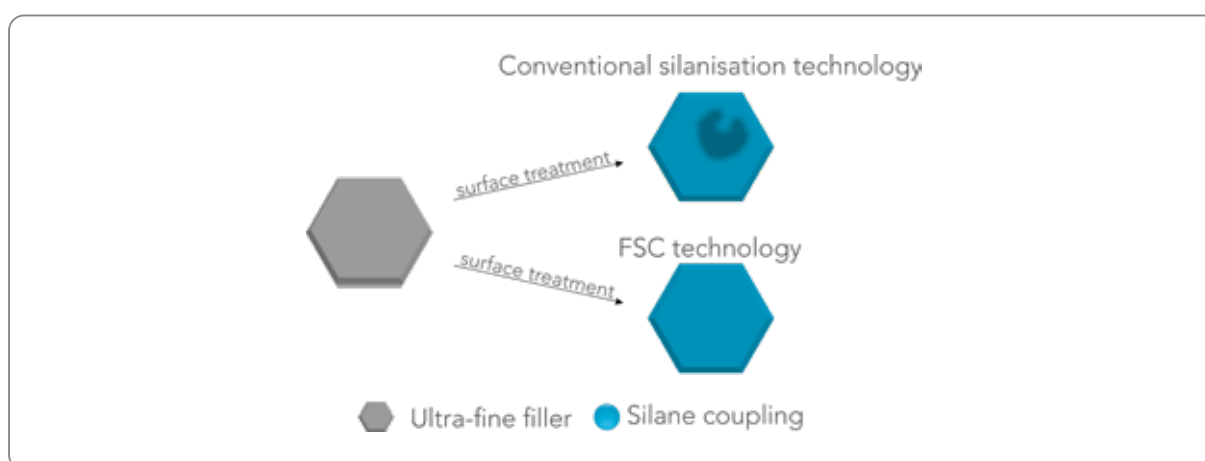 Conventional silanisation technology
surface treatment
FSC technology
surface treatment
Ultra-fine filler
Silane coupling